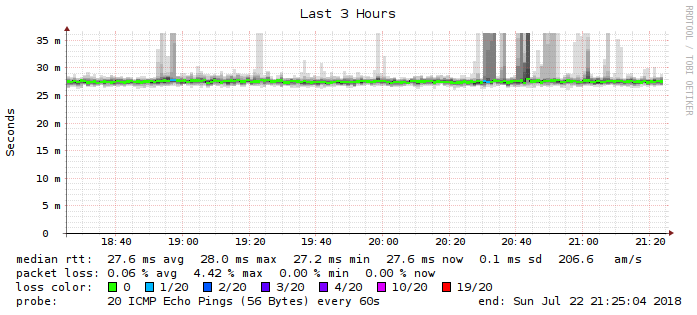 Last 3 Hours
RRDTOOL / TOBI OETIKER
Seconds
35 m
30 m
25 m
20 m
15 m
10 m
5 m
0
18:40 19:00 19:20 19:40 20:00 20:20 20:40 21:00 21:20
median rtt: 27.6 ms avg 28.0 ms max 27.2 ms min 27.6 ms now 0.1 ms sd 206.6 am/s
packet loss: 0.06 % avg 4.42 % max 0.00 % min 0.00 % now
loss color: 0 1/20 2/20 3/20 4/20 10/20 19/20
probe: 20 ICMP Echo Pings (56 Bytes) every 60s end: Sun Jul 22 21:25:04 2018